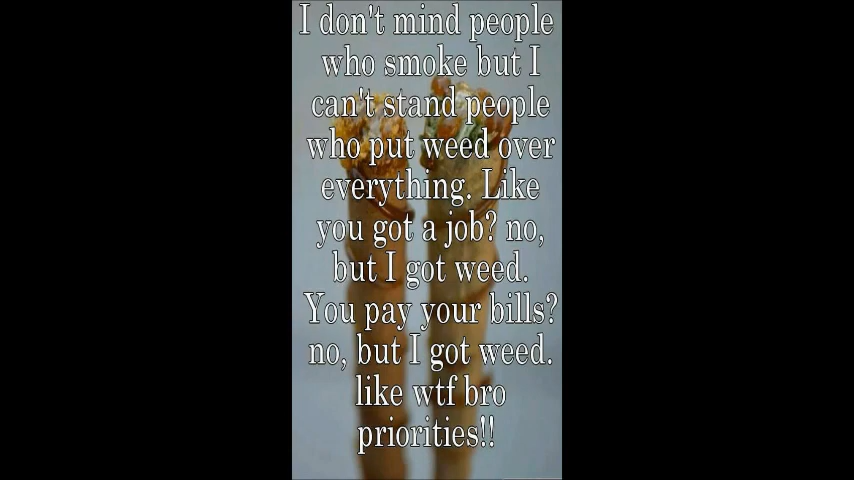 I don't mind people
who smoke but I
can't stand people
who put weed over
everything. Like
you got a job? no,
but I got weed.
You pay your bills?
no, but I got weed.
like wtf bro
priorities!!